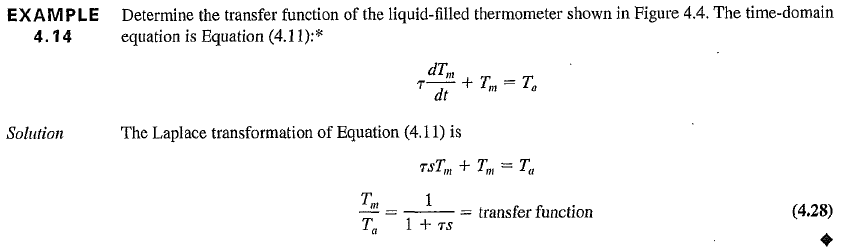 EXAMPLE 4.14 Determine the transfer function of the liquid-filled thermometer shown in Figure 4.4. The time-domain
equation is Equation (4.11):*
τ dT_m/dt + T_m = T_a
Solution The Laplace transformation of Equation (4.11) is
τsT_m + T_m = T_a
T_m/T_a = 1/(1 + τs) = transfer function (4.28)
◆